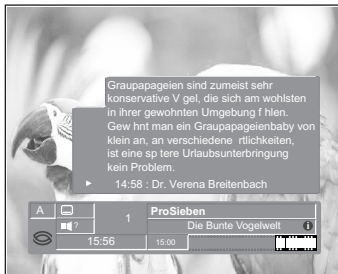 Graupapageien sind zumeist sehr
konservative V gel, die sich am wohlsten
in ihrer gewohnten Umgebung f hlen.
Gew hnt man ein Graupapageienbaby von
klein an, an verschiedene rtlichkeiten,
ist eine sp tere Urlaubsunterbringung
kein Problem.
14:58 : Dr. Verena Breitenbach
A ? 1 ProSieben
Die Bunte Vogelwelt i
15:56 15:00